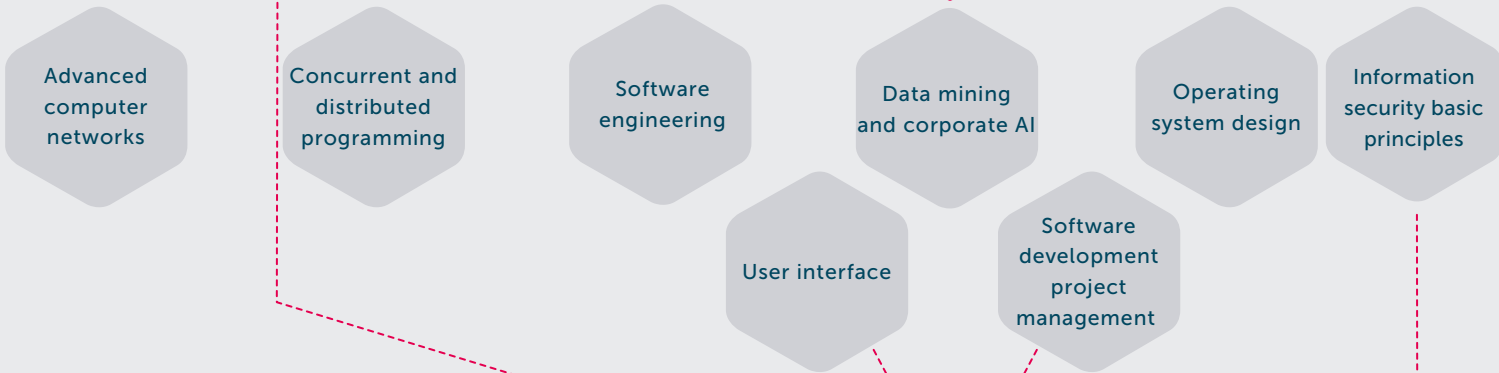 Advanced
computer
networks
Concurrent and
distributed
programming
Software
engineering
Data mining
and corporate AI
Operating
system design
Information
security basic
principles
User interface
Software
development
project
management